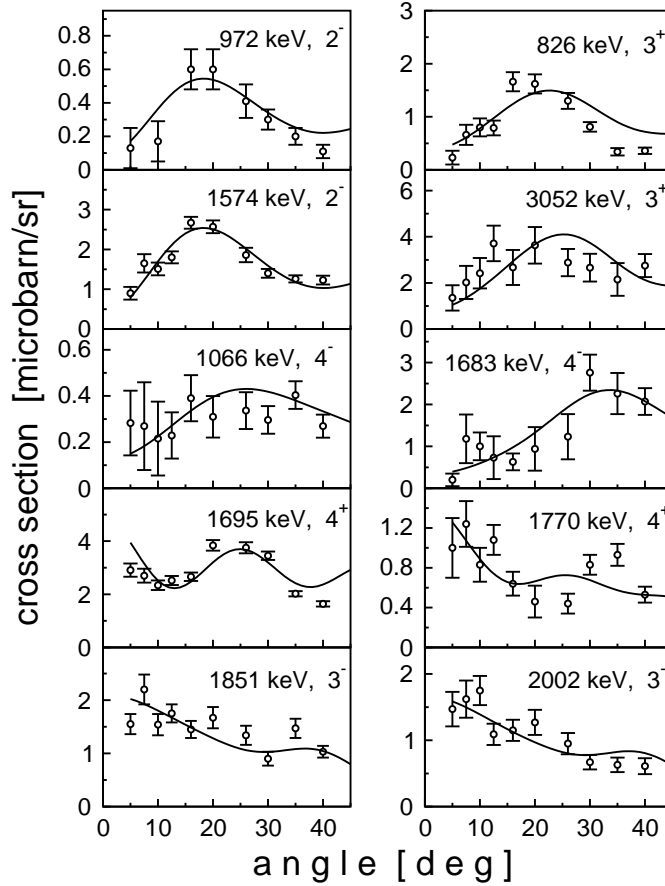 cross section [microbarn/sr]
972 keV, 2⁻
0.8
0.6
0.4
0.2
0
826 keV, 3⁺
3
2
1
0
1574 keV, 2⁻
3
2
1
0
3052 keV, 3⁺
6
4
2
0
1066 keV, 4⁻
0.6
0.4
0.2
0
1683 keV, 4⁻
3
2
1
0
1695 keV, 4⁺
4
2
0
1770 keV, 4⁺
1.2
0.8
0.4
0
1851 keV, 3⁻
2
1
0
2002 keV, 3⁻
2
1
0
0 10 20 30 40
0 10 20 30 40
angle [deg]